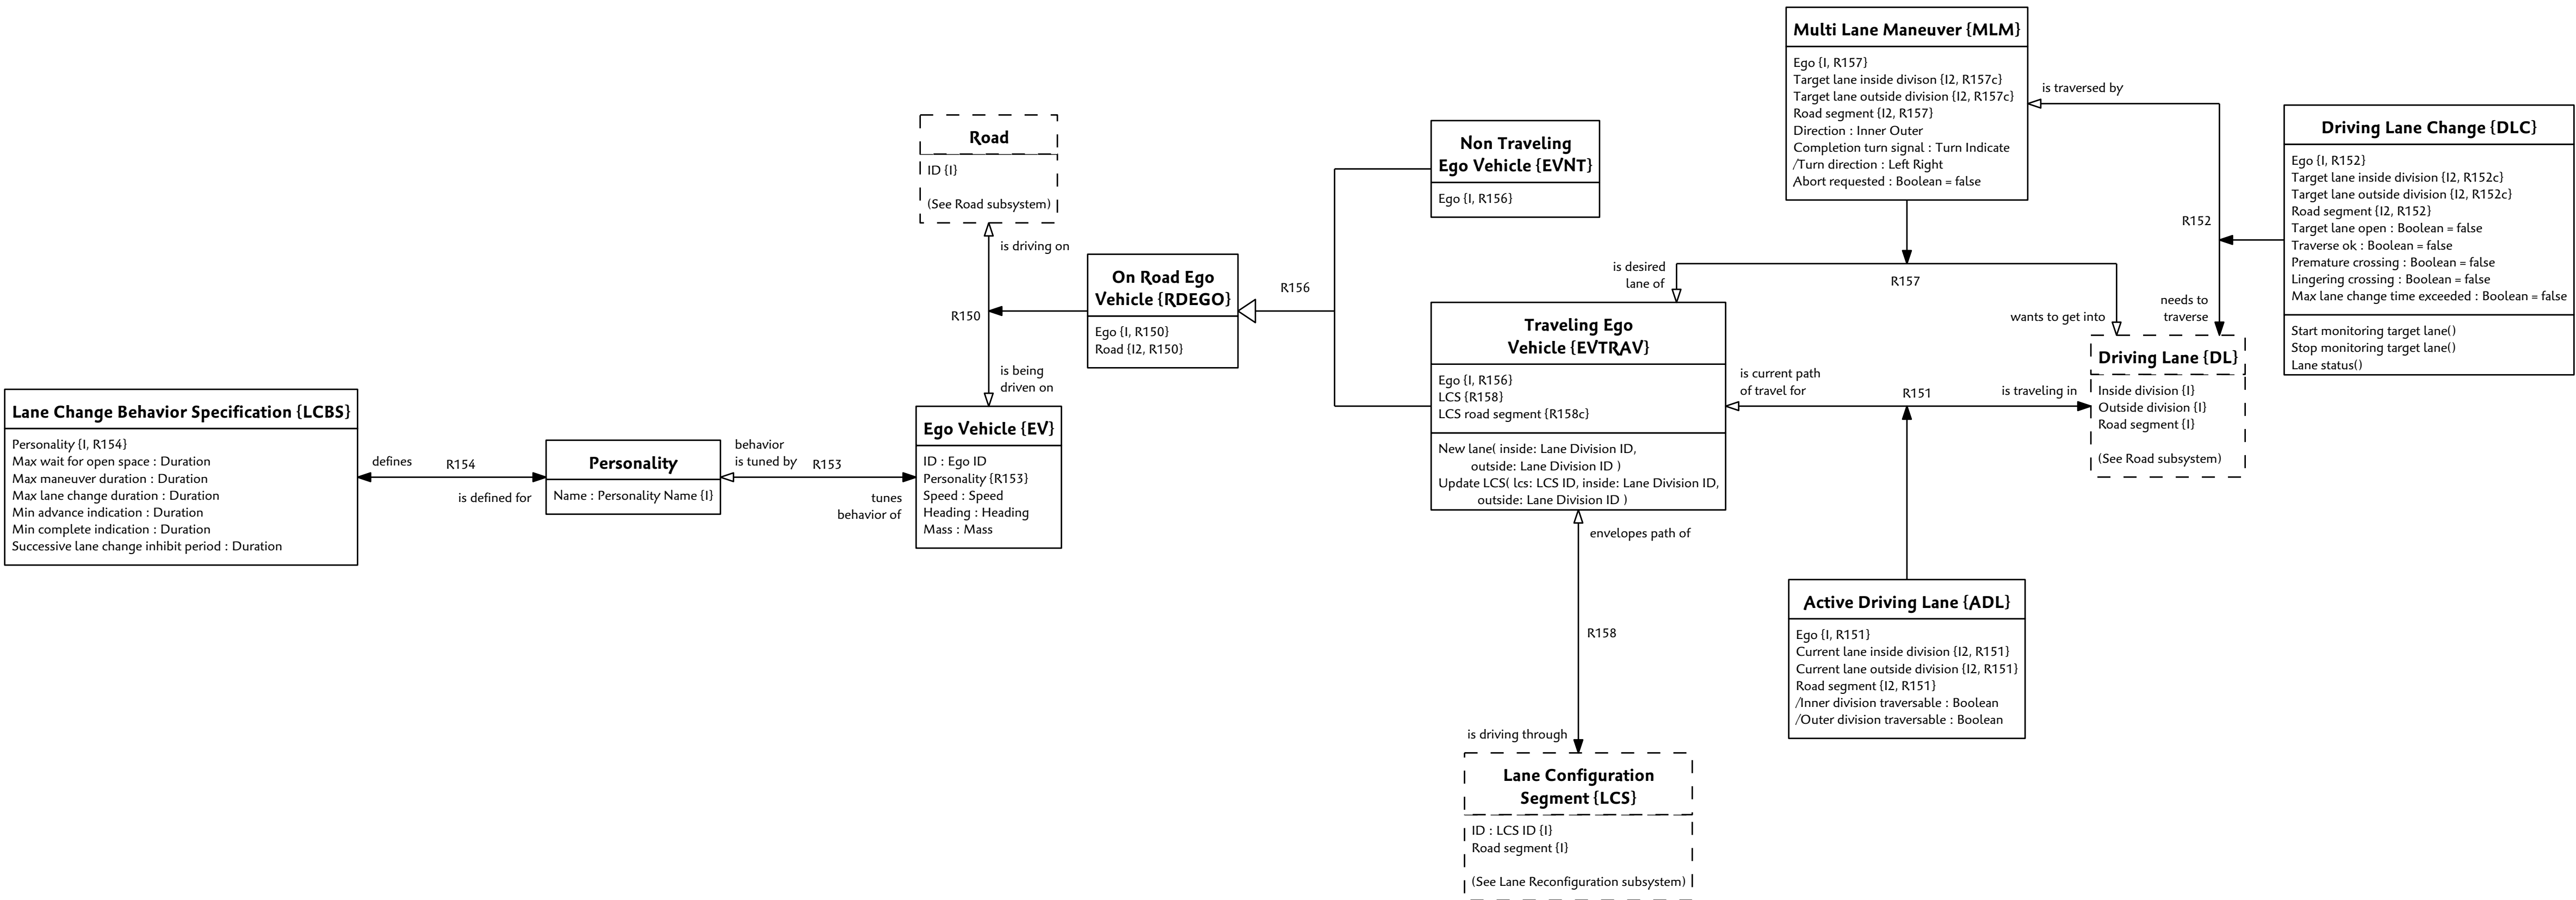 Lane Change Behavior Specification {LCBS}
Personality {I, R154}
Max wait for open space : Duration
Max maneuver duration : Duration
Max lane change duration : Duration
Min advance indication : Duration
Min complete indication : Duration
Successive lane change inhibit period : Duration
defines
R154
is defined for
Personality
Name : Personality Name {I}
behavior
is tuned by
R153
tunes
behavior of
Road
ID {I}
(See Road subsystem)
is driving on
R150
is being
driven on
Ego Vehicle {EV}
ID : Ego ID
Personality {R153}
Speed : Speed
Heading : Heading
Mass : Mass
On Road Ego
Vehicle {RDEGO}
Ego {I, R150}
Road {I2, R150}
R156
Non Traveling
Ego Vehicle {EVNT}
Ego {I, R156}
Traveling Ego
Vehicle {EVTRAV}
Ego {I, R156}
LCS {R158}
LCS road segment {R158c}
New lane( inside: Lane Division ID,
outside: Lane Division ID )
Update LCS( lcs: LCS ID, inside: Lane Division ID,
outside: Lane Division ID )
envelopes path of
R158
is driving through
Lane Configuration
Segment {LCS}
ID : LCS ID {I}
Road segment {I}
(See Lane Reconfiguration subsystem)
Multi Lane Maneuver {MLM}
Ego {I, R157}
Target lane inside divison {I2, R157c}
Target lane outside division {I2, R157c}
Road segment {I2, R157}
Direction : Inner Outer
Completion turn signal : Turn Indicate
/Turn direction : Left Right
Abort requested : Boolean = false
is desired
lane of
R157
wants to get into
is current path
of travel for
R151
is traveling in
Active Driving Lane {ADL}
Ego {I, R151}
Current lane inside division {I2, R151}
Current lane outside division {I2, R151}
Road segment {I2, R151}
/Inner division traversable : Boolean
/Outer division traversable : Boolean
is traversed by
R152
needs to
traverse
Driving Lane {DL}
Inside division {I}
Outside division {I}
Road segment {I}
(See Road subsystem)
Driving Lane Change {DLC}
Ego {I, R152}
Target lane inside division {I2, R152c}
Target lane outside division {I2, R152c}
Road segment {I2, R152}
Target lane open : Boolean = false
Traverse ok : Boolean = false
Premature crossing : Boolean = false
Lingering crossing : Boolean = false
Max lane change time exceeded : Boolean = false
Start monitoring target lane()
Stop monitoring target lane()
Lane status()